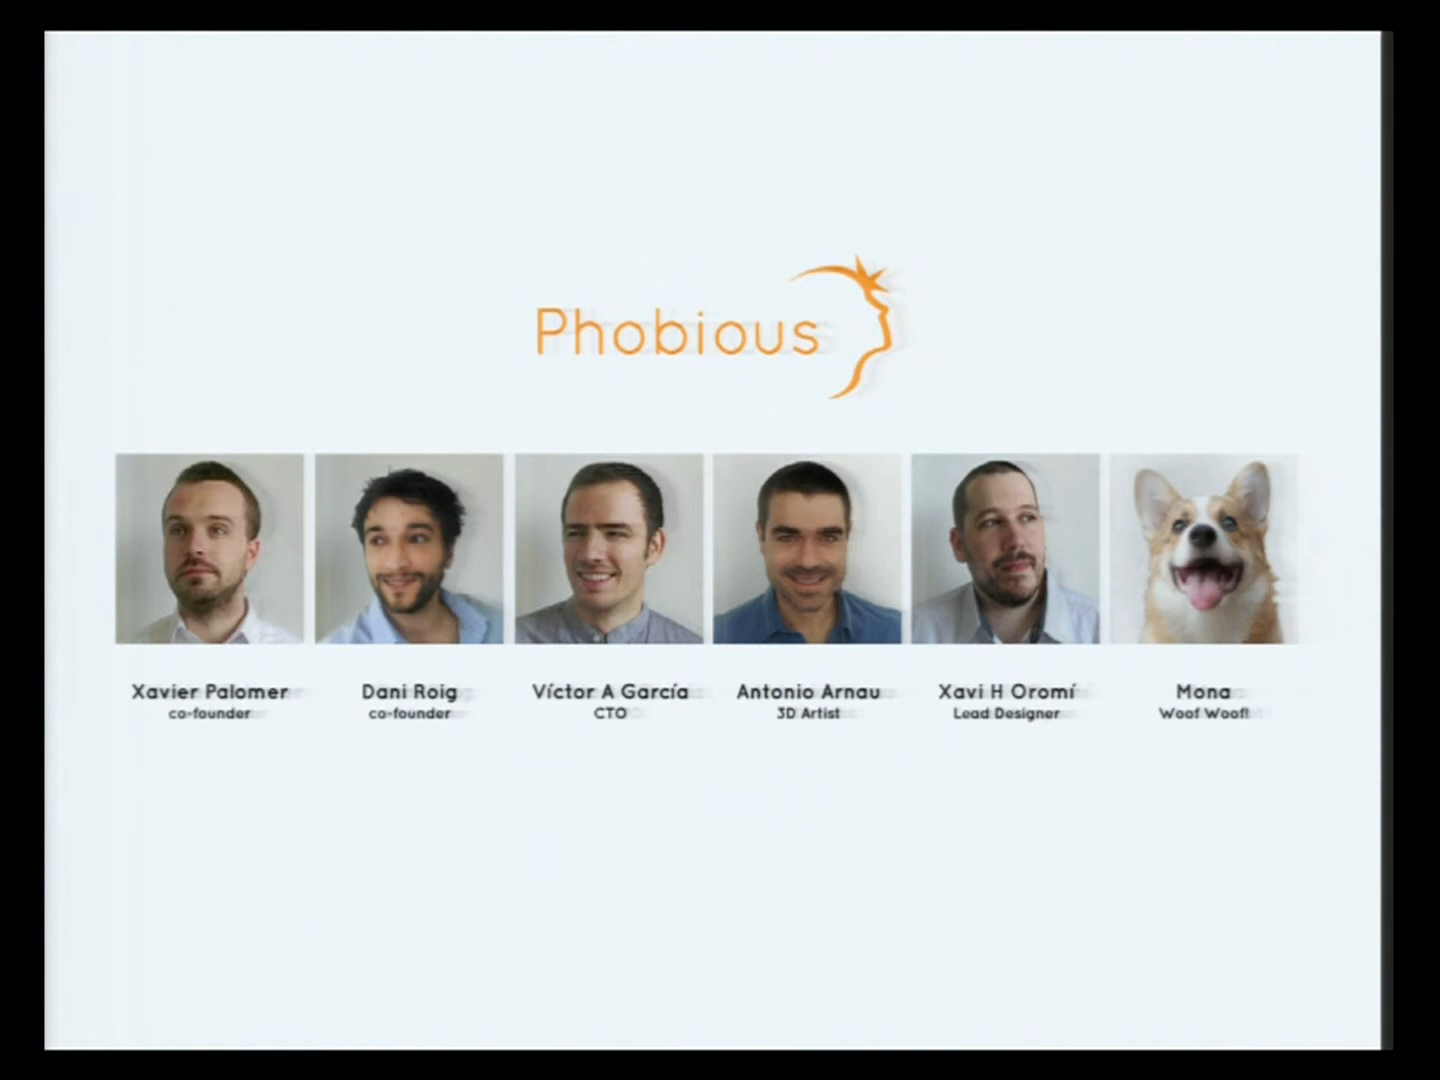 Phobious
Xavier Palomer
co-founder
Dani Roig
co-founder
Víctor A García
CTO
Antonio Arnau
3D Artist
Xavi H Oromí
Lead Designer
Mona
Woof Woof!